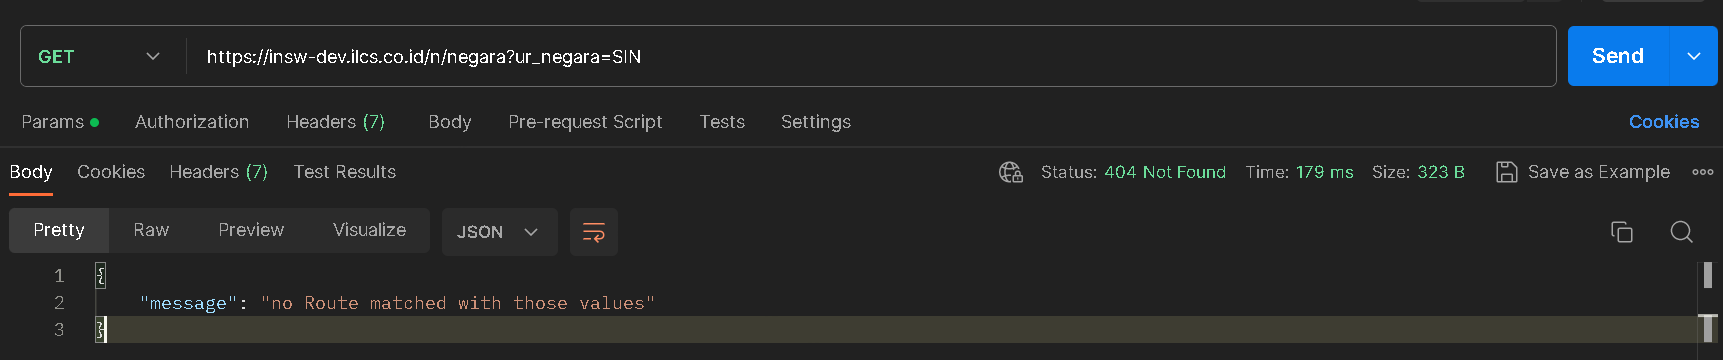 GET https://insw-dev.ilcs.co.id/n/negara?ur_negara=SIN Send
Params Authorization Headers (7) Body Pre-request Script Tests Settings Cookies
Body Cookies Headers (7) Test Results Status: 404 Not Found Time: 179 ms Size: 323 B Save as Example
Pretty Raw Preview Visualize JSON
1 {
2 "message": "no Route matched with those values"
3 }